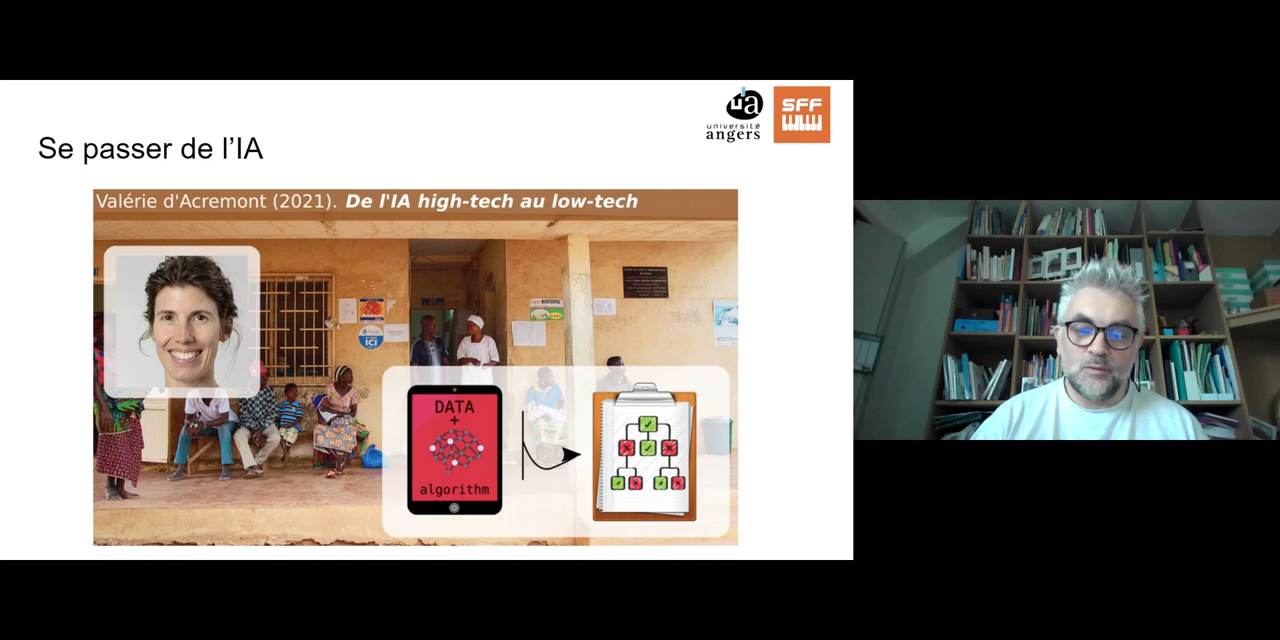 ua
université
angers
SFF
Se passer de l’IA
Valérie d'Acremont (2021). De l'IA high-tech au low-tech
ICI
DATA
+
algorithm